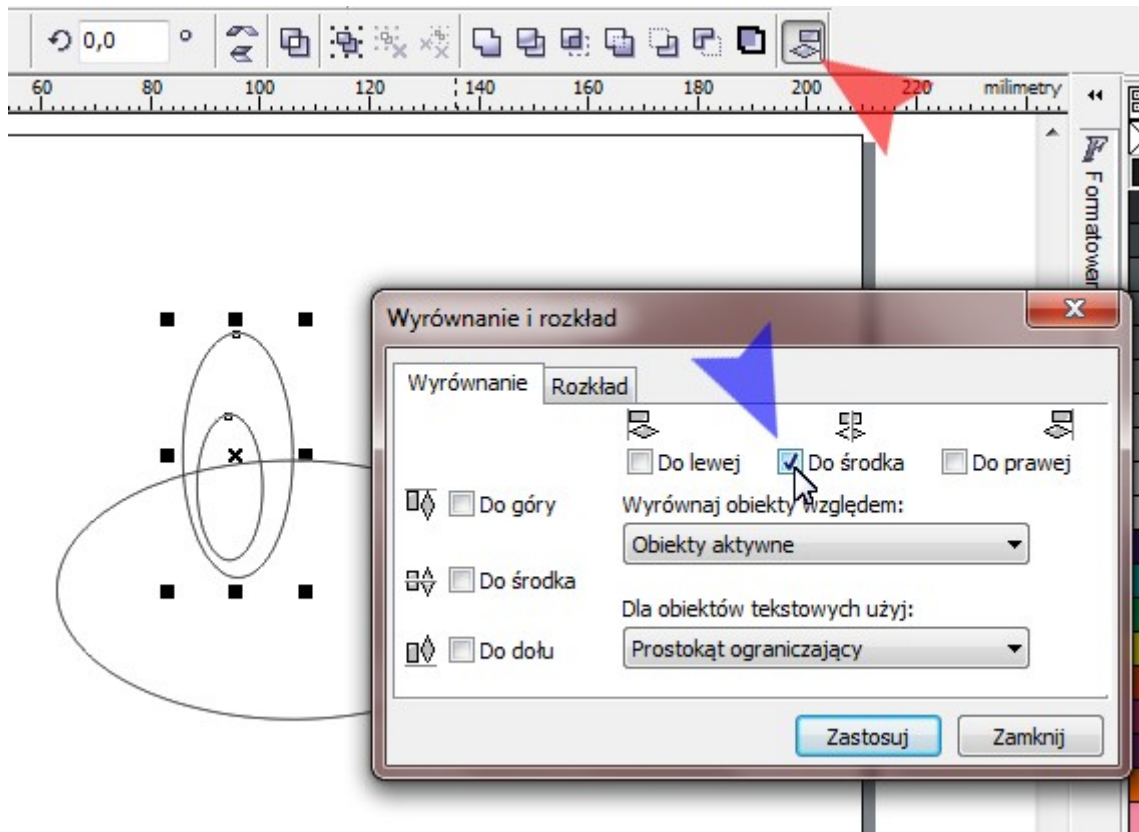 0,0 °
60 80 100 120 140 160 180 200 220 milimetry
Wyrównanie i rozkład
Wyrównanie Rozkład
Do lewej Do środka Do prawej
Do góry
Wyrównaj obiekty względem:
Obiekty aktywne
Do środka
Dla obiektów tekstowych użyj:
Do dołu
Prostokąt ograniczający
Zastosuj Zamknij